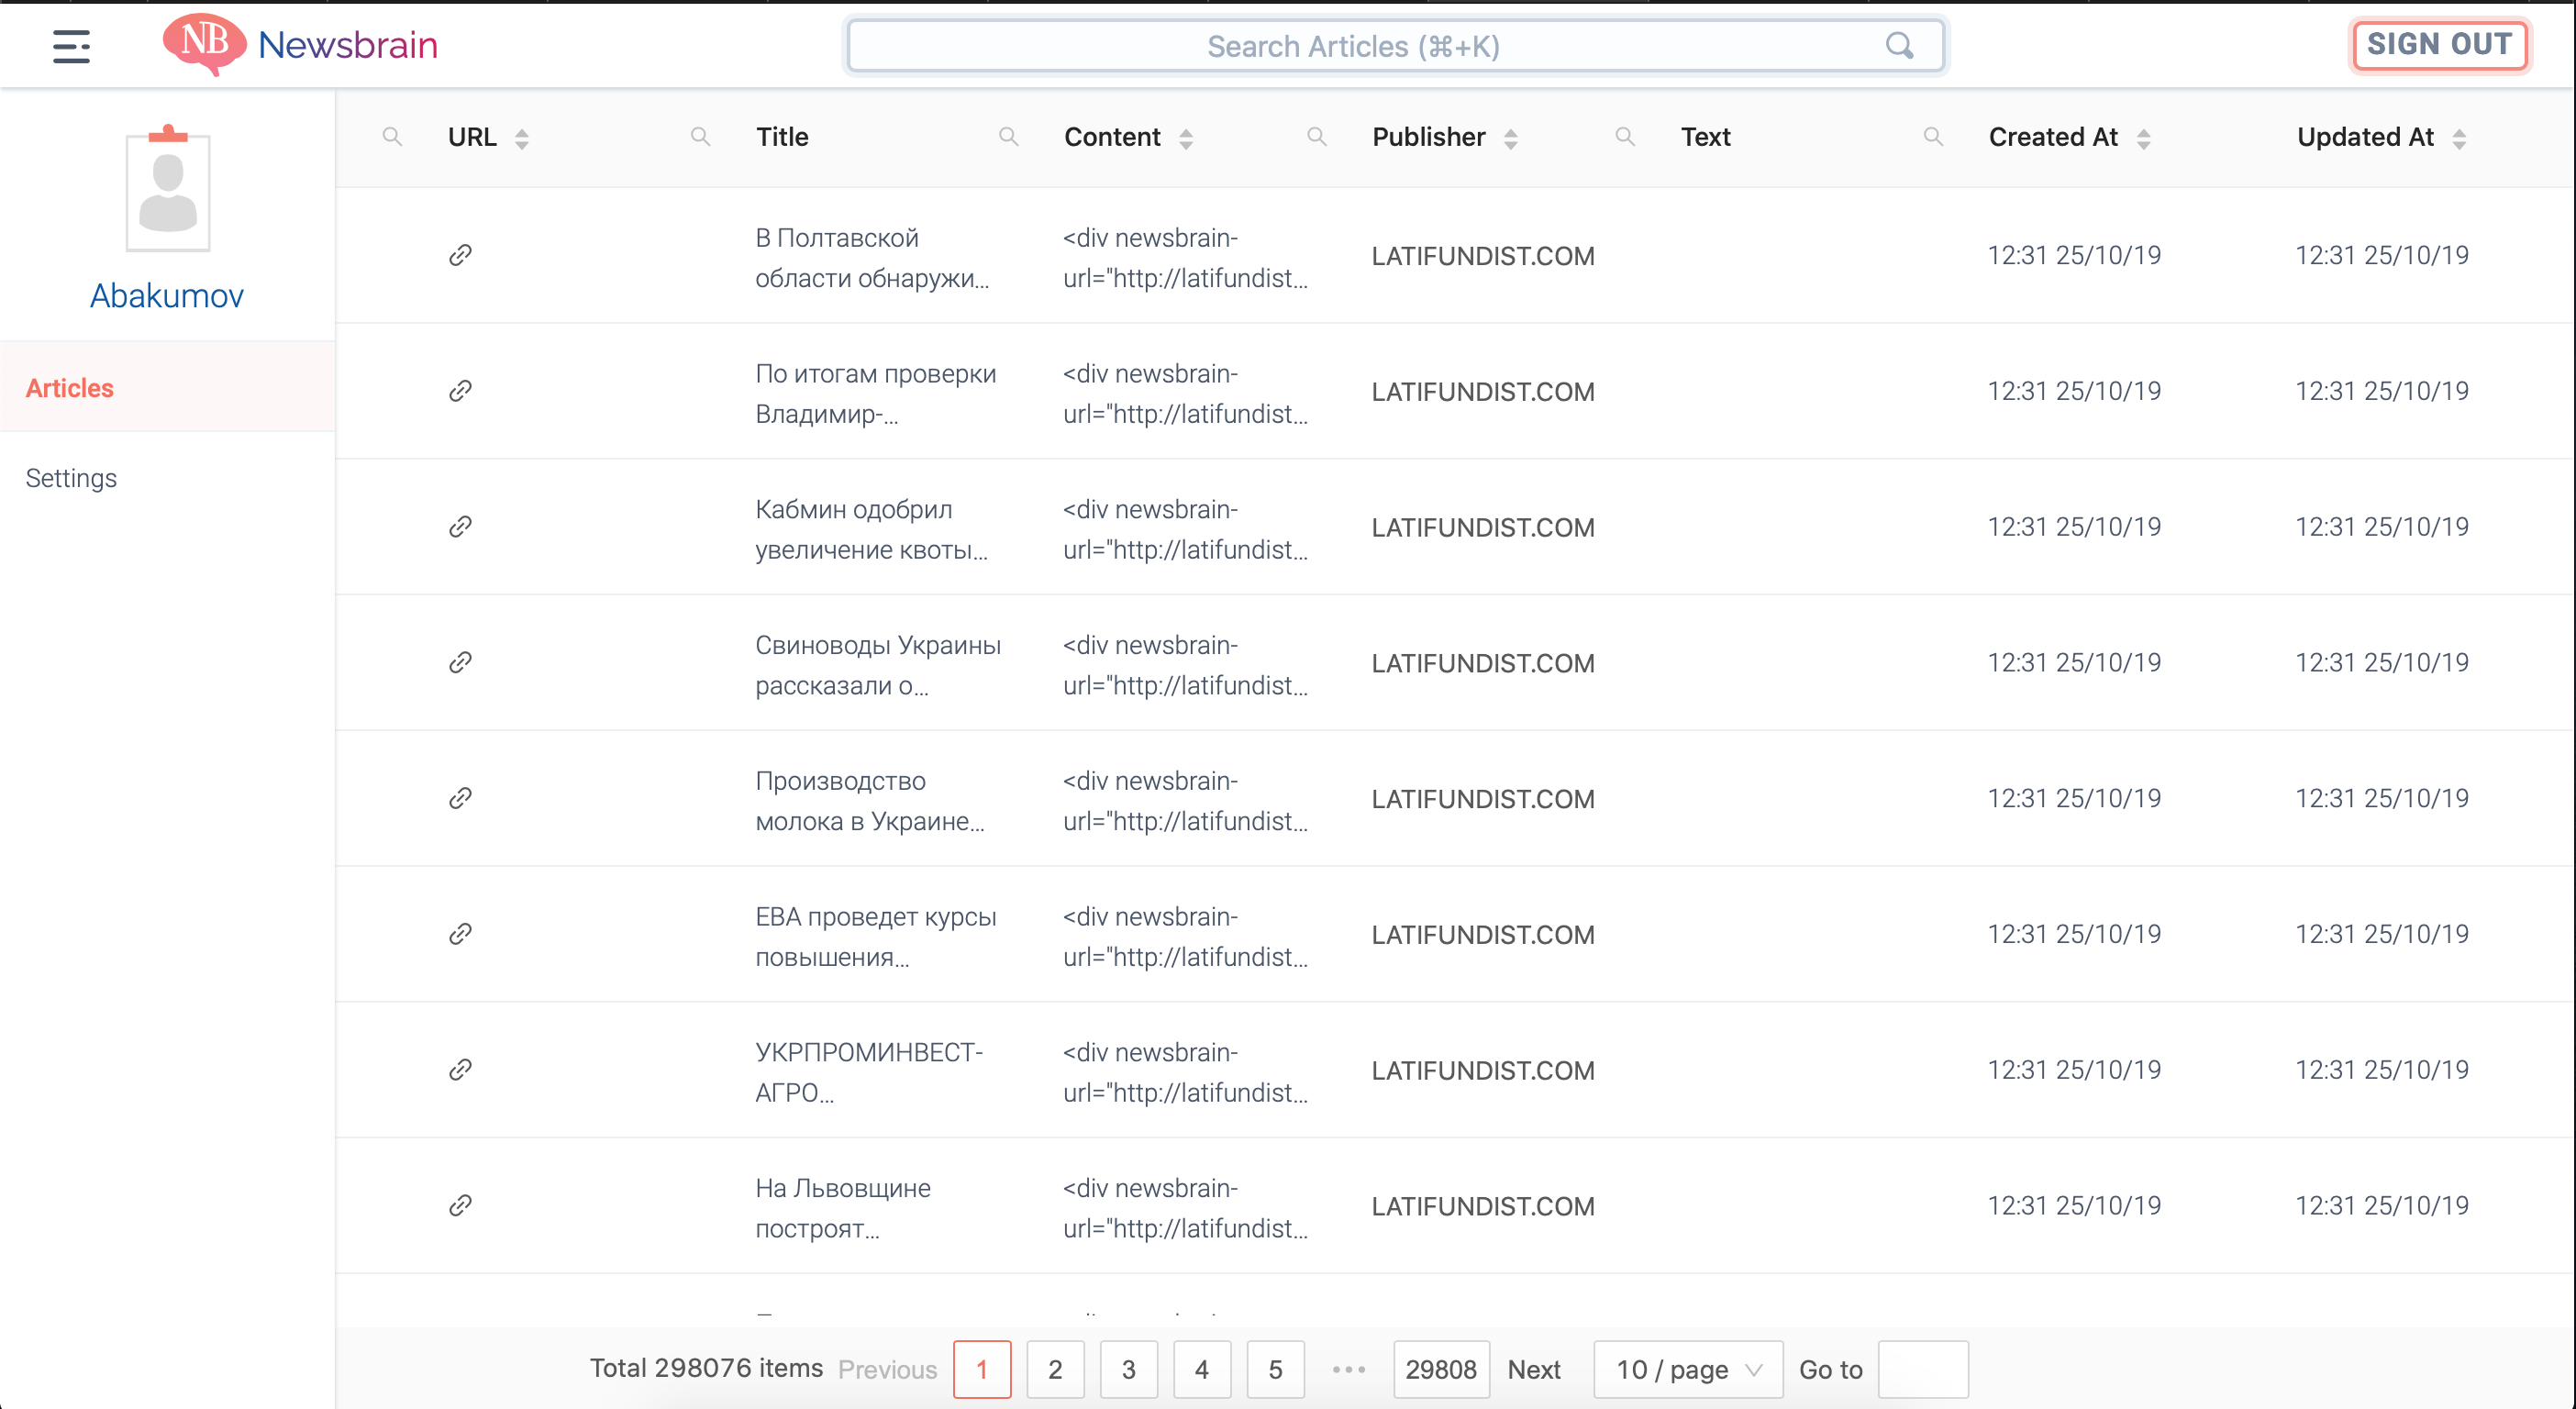 NB Newsbrain
Search Articles (⌘+K)
SIGN OUT
Abakumov
Articles
Settings
URL Title Content Publisher Text Created At Updated At
В Полтавской
области обнаружи...
<div newsbrain-
url="http://latifundist...
LATIFUNDIST.COM
12:31 25/10/19
12:31 25/10/19
По итогам проверки
Владимир-...
<div newsbrain-
url="http://latifundist...
LATIFUNDIST.COM
12:31 25/10/19
12:31 25/10/19
Кабмин одобрил
увеличение квоты...
<div newsbrain-
url="http://latifundist...
LATIFUNDIST.COM
12:31 25/10/19
12:31 25/10/19
Свиноводы Украины
рассказали о...
<div newsbrain-
url="http://latifundist...
LATIFUNDIST.COM
12:31 25/10/19
12:31 25/10/19
Производство
молока в Украине...
<div newsbrain-
url="http://latifundist...
LATIFUNDIST.COM
12:31 25/10/19
12:31 25/10/19
ЕВА проведет курсы
повышения...
<div newsbrain-
url="http://latifundist...
LATIFUNDIST.COM
12:31 25/10/19
12:31 25/10/19
УКРПРОМИНВЕСТ-
АГРО...
<div newsbrain-
url="http://latifundist...
LATIFUNDIST.COM
12:31 25/10/19
12:31 25/10/19
На Львовщине
построят...
<div newsbrain-
url="http://latifundist...
LATIFUNDIST.COM
12:31 25/10/19
12:31 25/10/19
Total 298076 items Previous 1 2 3 4 5 ••• 29808 Next 10 / page Go to